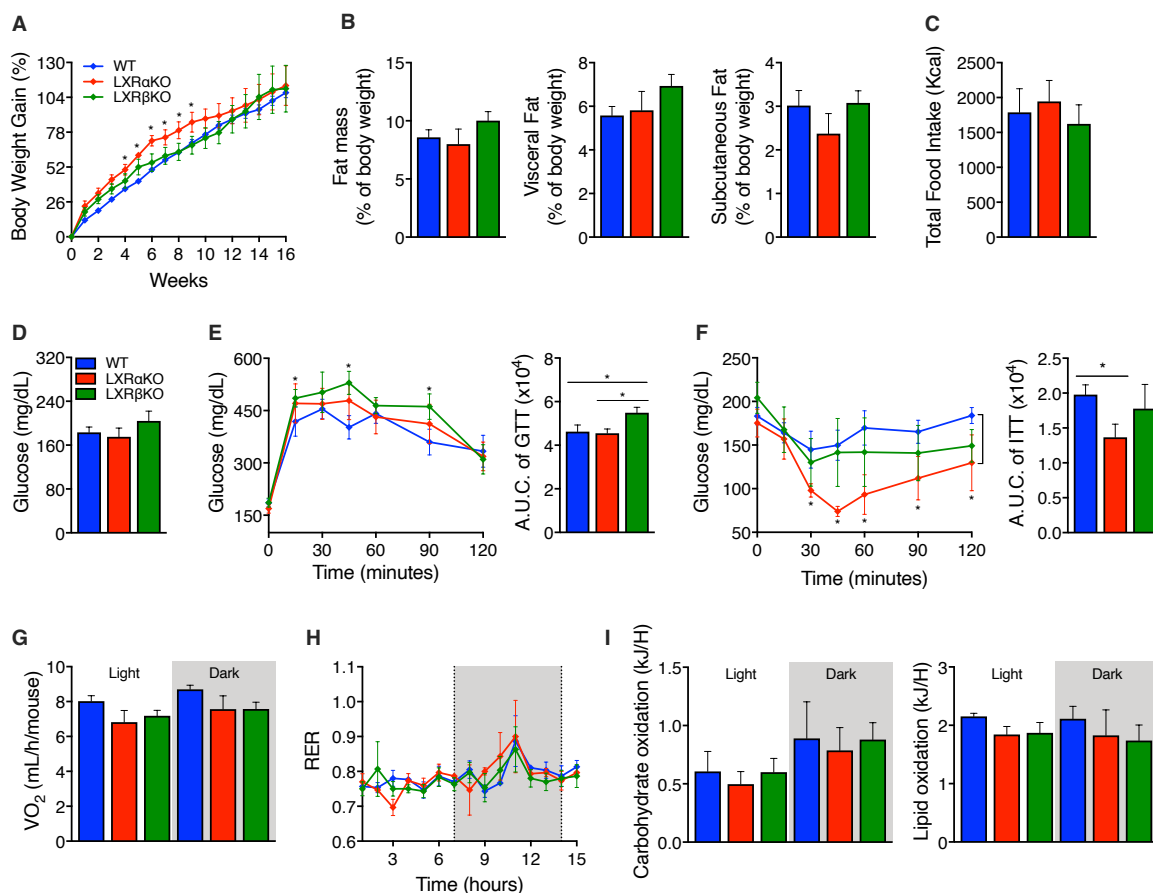 A
Body Weight Gain (%)
130
104
78
52
26
0
WT
LXRαKO
LXRβKO
* * * * * *
0 2 4 6 8 10 12 14 16
Weeks
B
Fat mass
(% of body weight)
15
10
5
0
Visceral Fat
(% of body weight)
8
6
4
2
0
Subcutaneous Fat
(% of body weight)
4
3
2
1
0
C
Total Food Intake (Kcal)
2500
2000
1500
1000
500
0
D
Glucose (mg/dL)
320
240
160
80
0
WT
LXRαKO
LXRβKO
E
Glucose (mg/dL)
600
450
300
150
* * *
0 30 60 90 120
Time (minutes)
A.U.C. of GTT (x10⁴)
8
6
4
2
0
*
*
F
Glucose (mg/dL)
250
200
150
100
50
* * * * *
0 30 60 90 120
Time (minutes)
A.U.C. of ITT (x10⁴)
2.5
2.0
1.5
1.0
0.5
0.0
*
G
VO₂ (mL/h/mouse)
10
8
6
4
2
0
Light Dark
H
RER
1.1
1.0
0.9
0.8
0.7
0.6
3 6 9 12 15
Time (hours)
I
Carbohydrate oxidation (kJ/H)
1.5
1.0
0.5
0.0
Light Dark
Lipid oxidation (kJ/H)
3
2
1
0
Light Dark